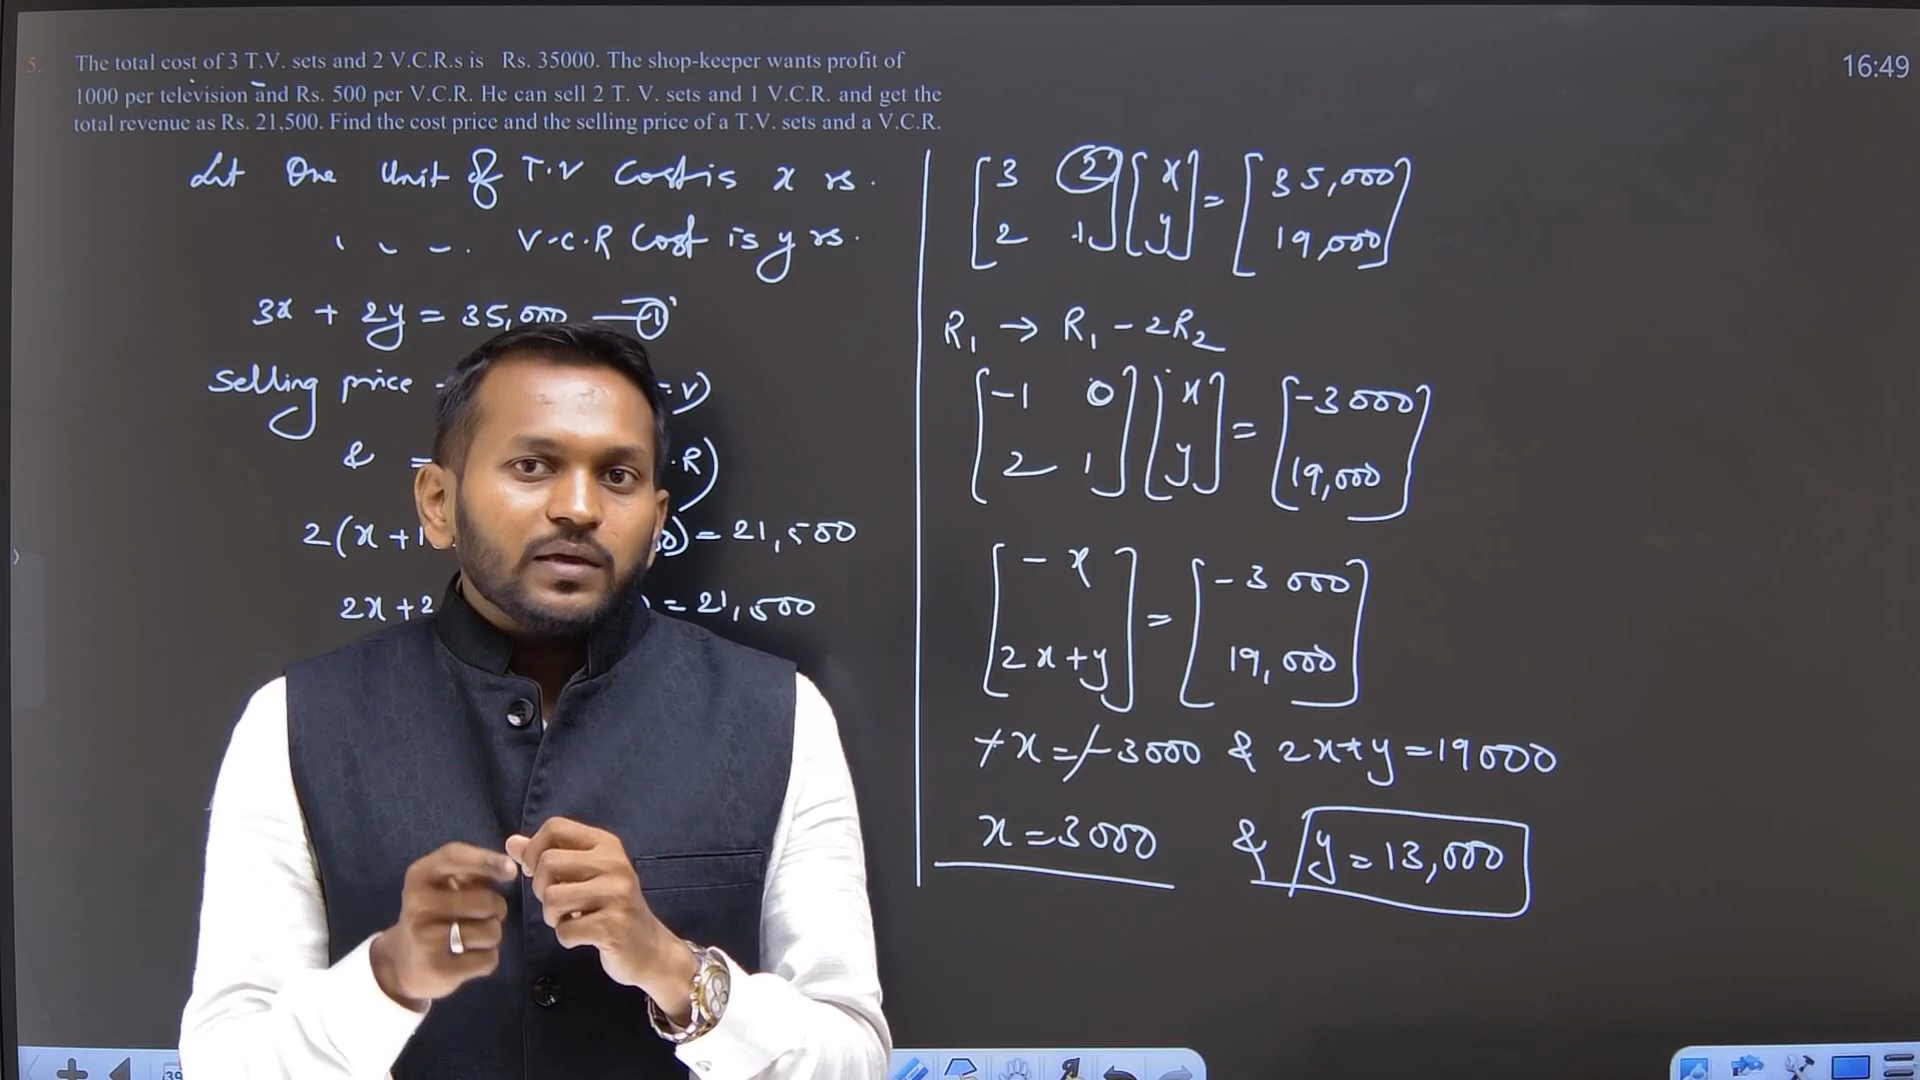 5. The total cost of 3 T.V. sets and 2 V.C.R.s is Rs. 35000. The shop-keeper wants profit of
1000 per television and Rs. 500 per V.C.R. He can sell 2 T. V. sets and 1 V.C.R. and get the
total revenue as Rs. 21,500. Find the cost price and the selling price of a T.V. sets and a V.C.R.
16:49
Let One Unit of T.V Cost is x rs.
V.C.R Cost is y rs.
3x + 2y = 35,000 — ①
Selling price
&
2(x+1 = 21,500
2x+2 = 21,500
[3 2] [x] = [35,000]
[2 1] [y] [19,000]
R₁ → R₁ - 2R₂
[-1 0] [x] = [-3000]
[2 1] [y] [19,000]
[-x] = [-3000]
[2x+y] [19,000]
-x = -3000 & 2x+y = 19000
x = 3000 & y = 13,000
39